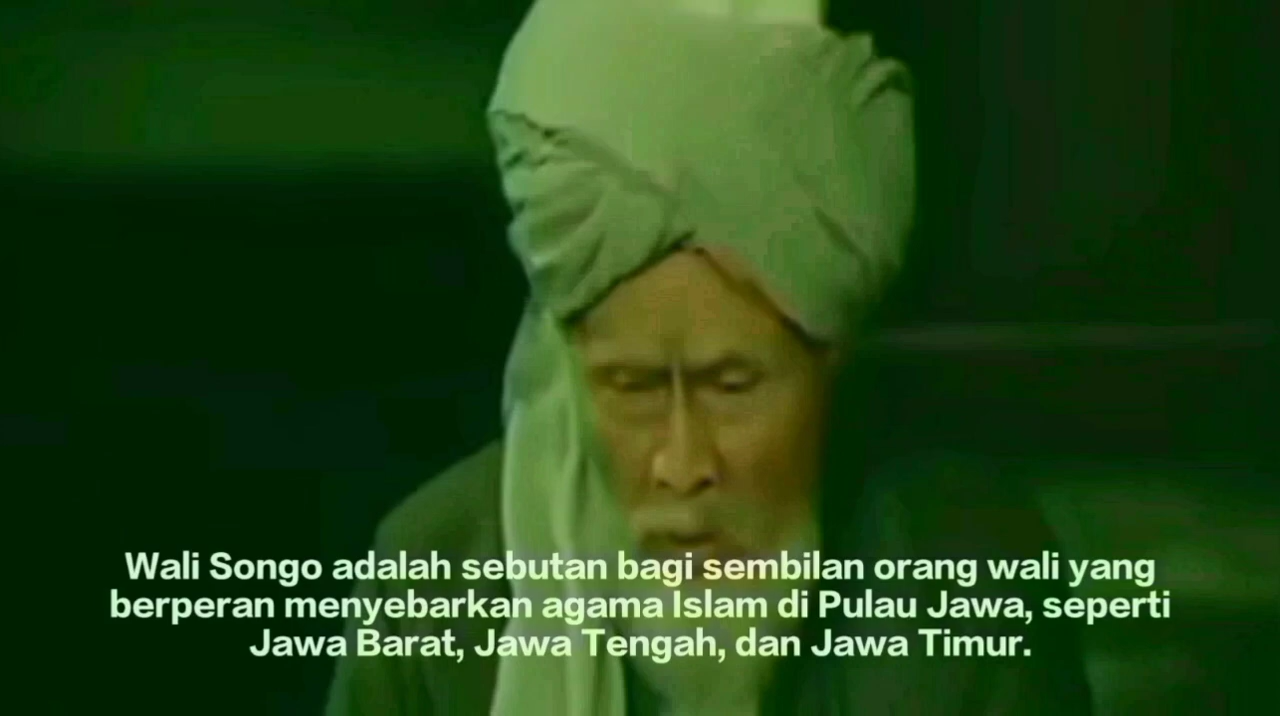 Wali Songo adalah sebutan bagi sembilan orang wali yang
berperan menyebarkan agama Islam di Pulau Jawa, seperti
Jawa Barat, Jawa Tengah, dan Jawa Timur.